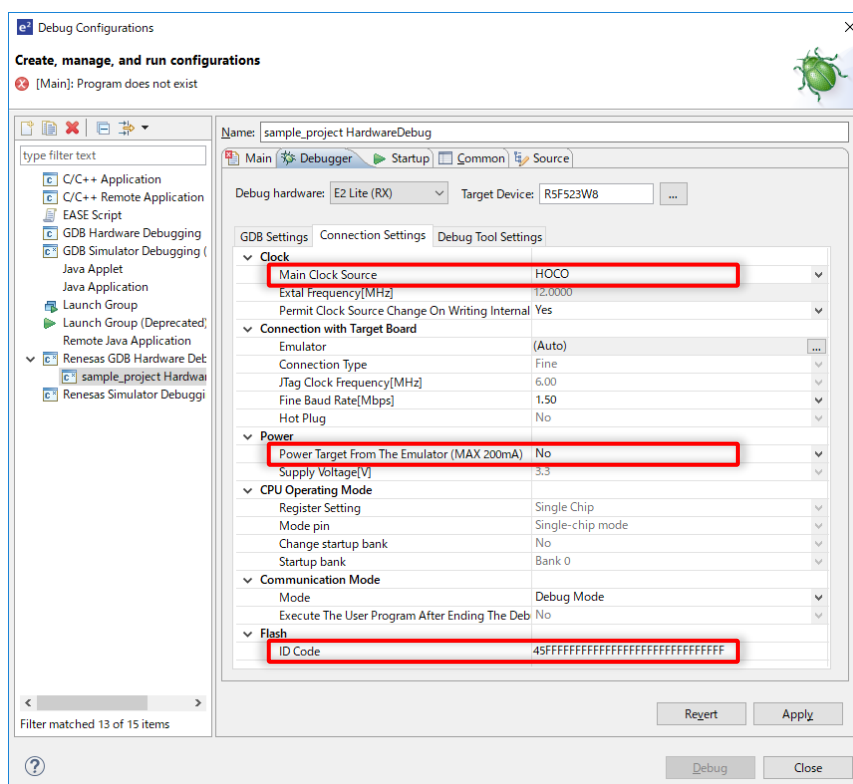 e² Debug Configurations
Create, manage, and run configurations
[Main]: Program does not exist
type filter text
C/C++ Application
C/C++ Remote Application
EASE Script
GDB Hardware Debugging
GDB Simulator Debugging (
Java Applet
Java Application
Launch Group
Launch Group (Deprecated)
Remote Java Application
Renesas GDB Hardware Deb
sample_project Hardwar
Renesas Simulator Debuggi
Filter matched 13 of 15 items
Name: sample_project HardwareDebug
Main Debugger Startup Common Source
Debug hardware: E2 Lite (RX) Target Device: R5F523W8 ...
GDB Settings Connection Settings Debug Tool Settings
Clock
Main Clock Source HOCO
Extal Frequency[MHz] 12.0000
Permit Clock Source Change On Writing Internal Yes
Connection with Target Board
Emulator (Auto) ...
Connection Type Fine
JTag Clock Frequency[MHz] 6.00
Fine Baud Rate[Mbps] 1.50
Hot Plug No
Power
Power Target From The Emulator (MAX 200mA) No
Supply Voltage[V] 3.3
CPU Operating Mode
Register Setting Single Chip
Mode pin Single-chip mode
Change startup bank No
Startup bank Bank 0
Communication Mode
Mode Debug Mode
Execute The User Program After Ending The Deb No
Flash
ID Code 45FFFFFFFFFFFFFFFFFFFFFFFFFFFFFF
Revert Apply
? Debug Close